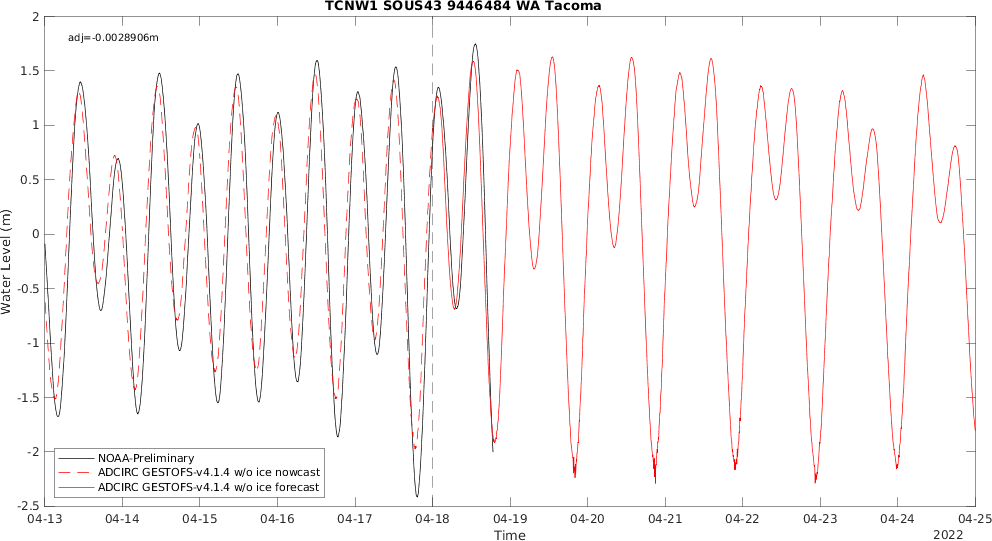 TCNW1 SOUS43 9446484 WA Tacoma
adj=-0.0028906m
2
1.5
1
0.5
0
-0.5
-1
-1.5
-2
-2.5
Water Level (m)
NOAA-Preliminary
ADCIRC GESTOFS-v4.1.4 w/o ice nowcast
ADCIRC GESTOFS-v4.1.4 w/o ice forecast
04-13 04-14 04-15 04-16 04-17 04-18 04-19 04-20 04-21 04-22 04-23 04-24 04-25
Time
2022